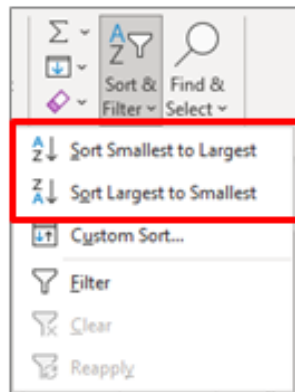 Sort & Find &
Filter Select
Sort Smallest to Largest
Sort Largest to Smallest
Custom Sort...
Filter
Clear
Reapply